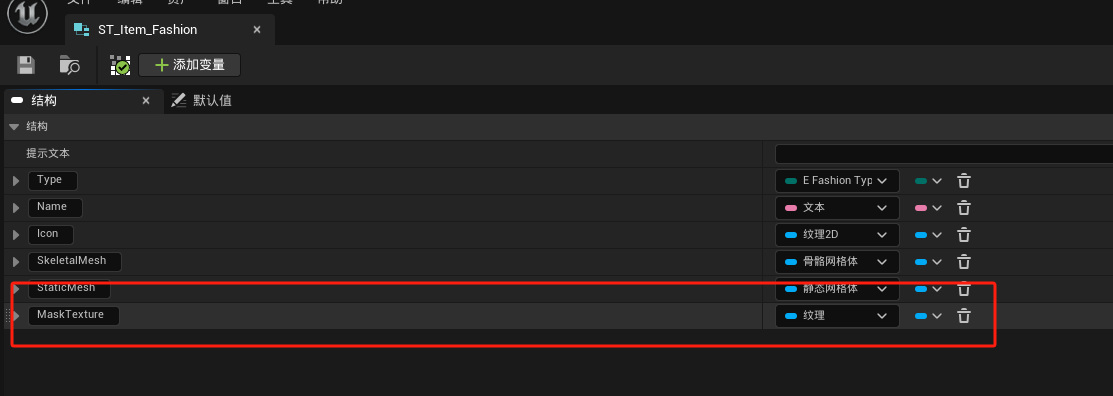 ST_Item_Fashion
添加变量
结构
默认值
结构
提示文本
Type E Fashion Typ
Name 文本
Icon 纹理2D
SkeletalMesh 骨骼网格体
StaticMesh 静态网格体
MaskTexture 纹理